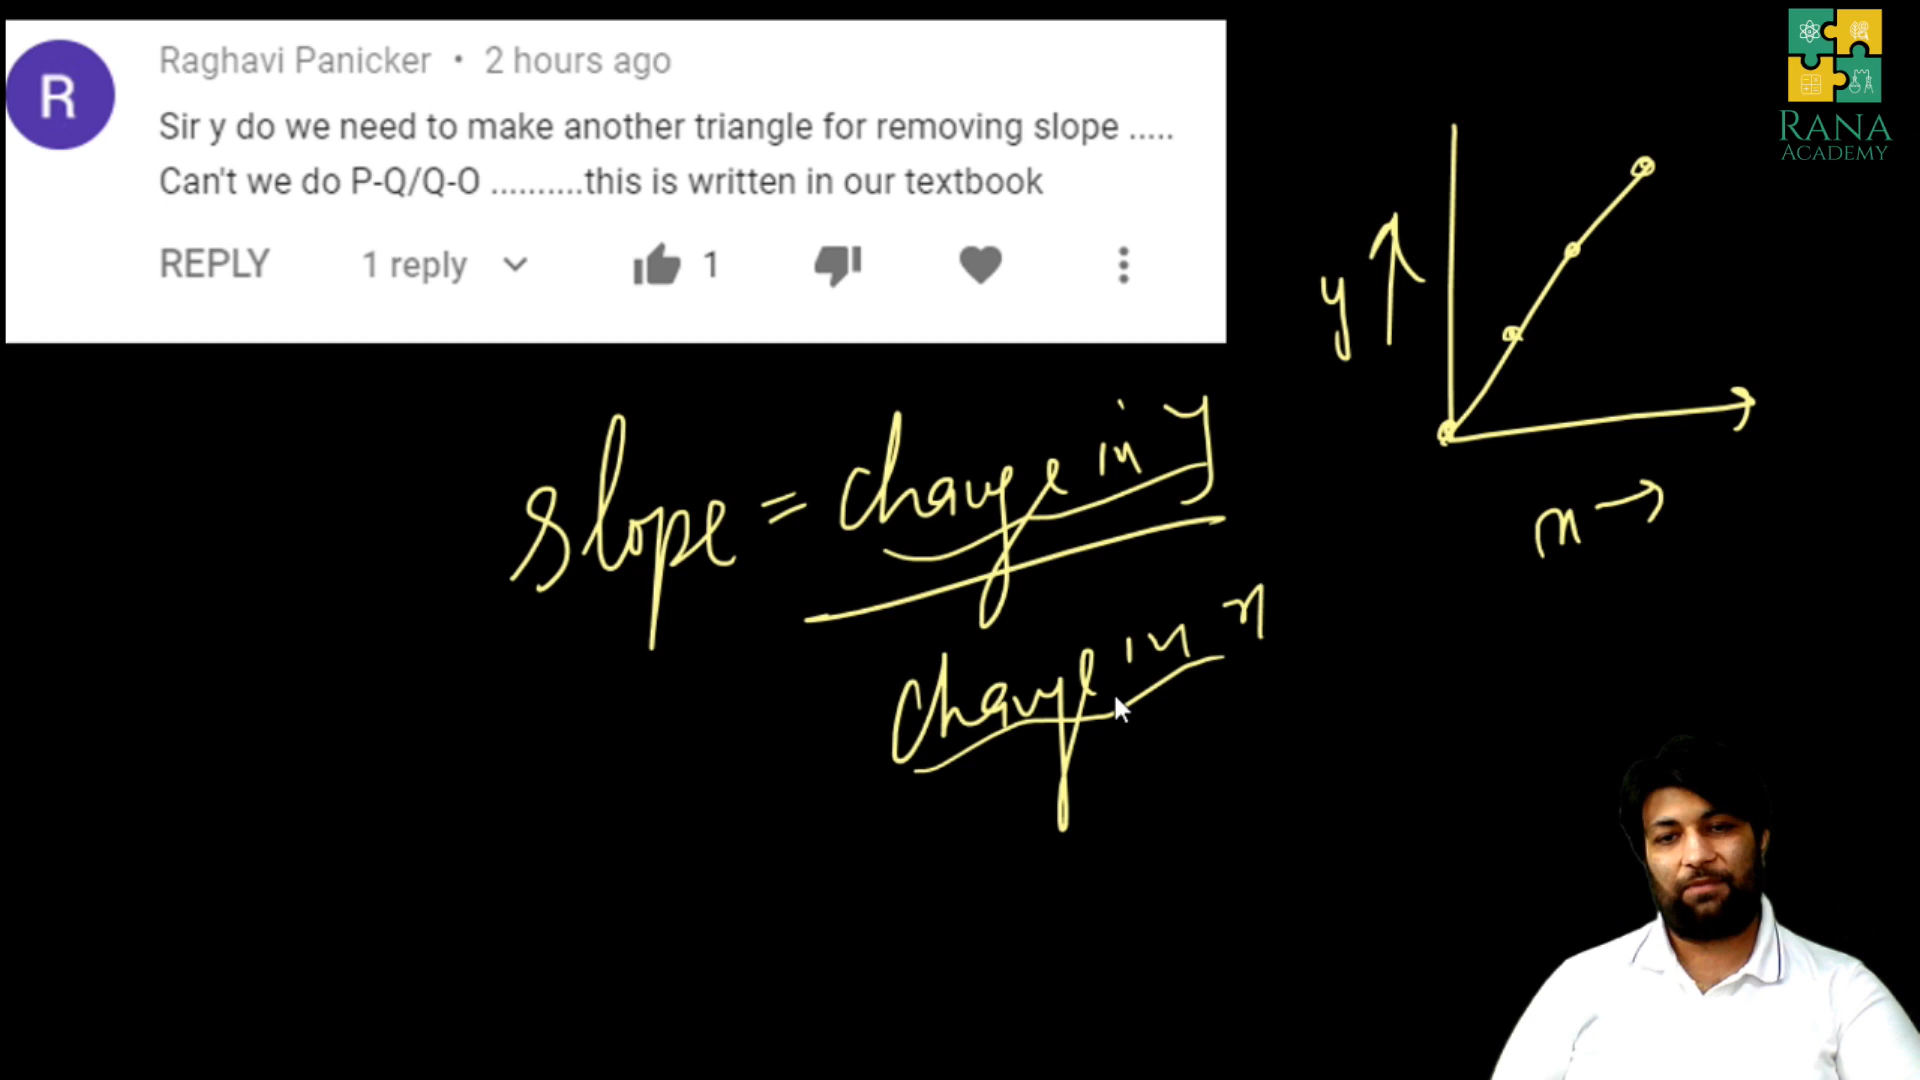 R
Raghavi Panicker • 2 hours ago
Sir y do we need to make another triangle for removing slope .....
Can't we do P-Q/Q-O ..........this is written in our textbook
REPLY 1 reply 1
RANA
ACADEMY
y
x
slope = change in y
change in x